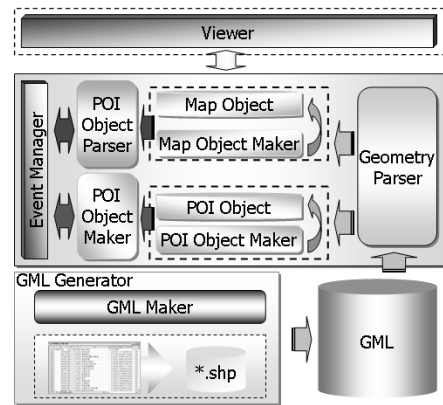 Viewer
Event Manager
POI
Object
Parser
Map Object
Map Object Maker
Geometry
Parser
POI
Object
Maker
POI Object
POI Object Maker
GML Generator
GML Maker
*.shp
GML